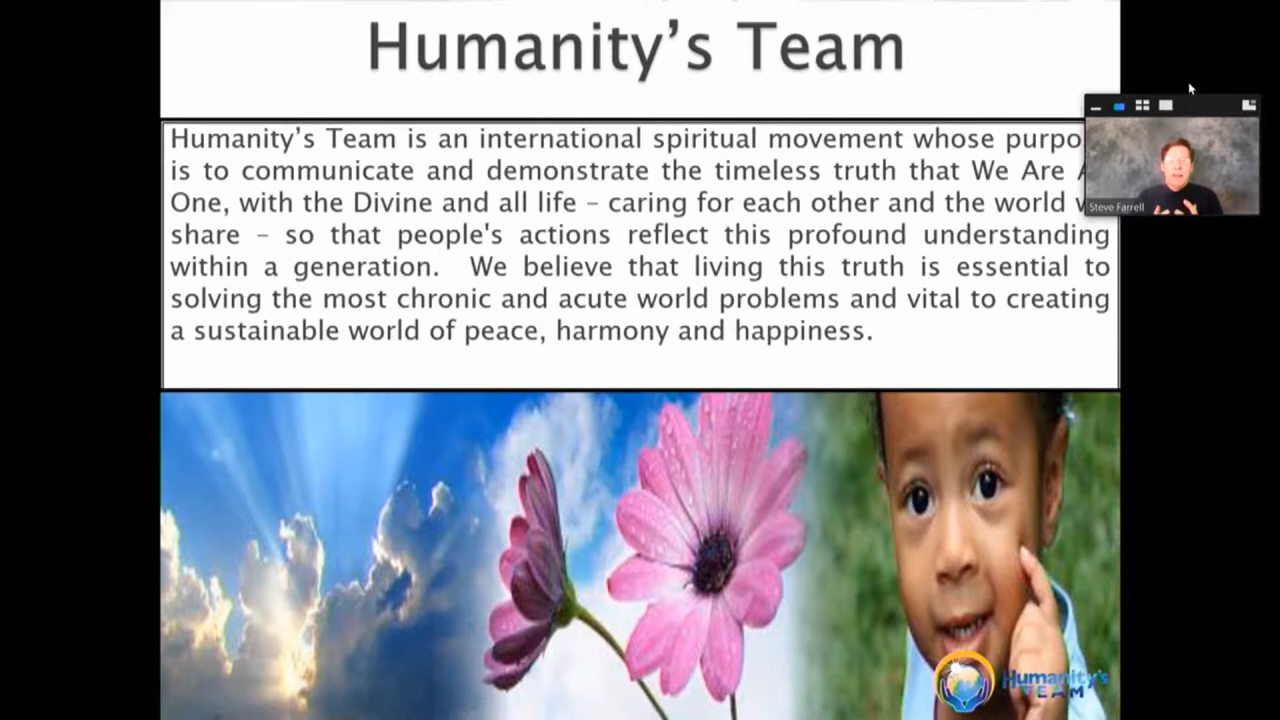 Humanity’s Team
Humanity’s Team is an international spiritual movement whose
is to communicate and demonstrate the timeless truth that We Are
One, with the Divine and all life – caring for each other and the world
share – so that people's actions reflect this profound understanding
within a generation. We believe that living this truth is essential to
solving the most chronic and acute world problems and vital to creating
a sustainable world of peace, harmony and happiness.
Steve Farrell
Humanity's
TEAM